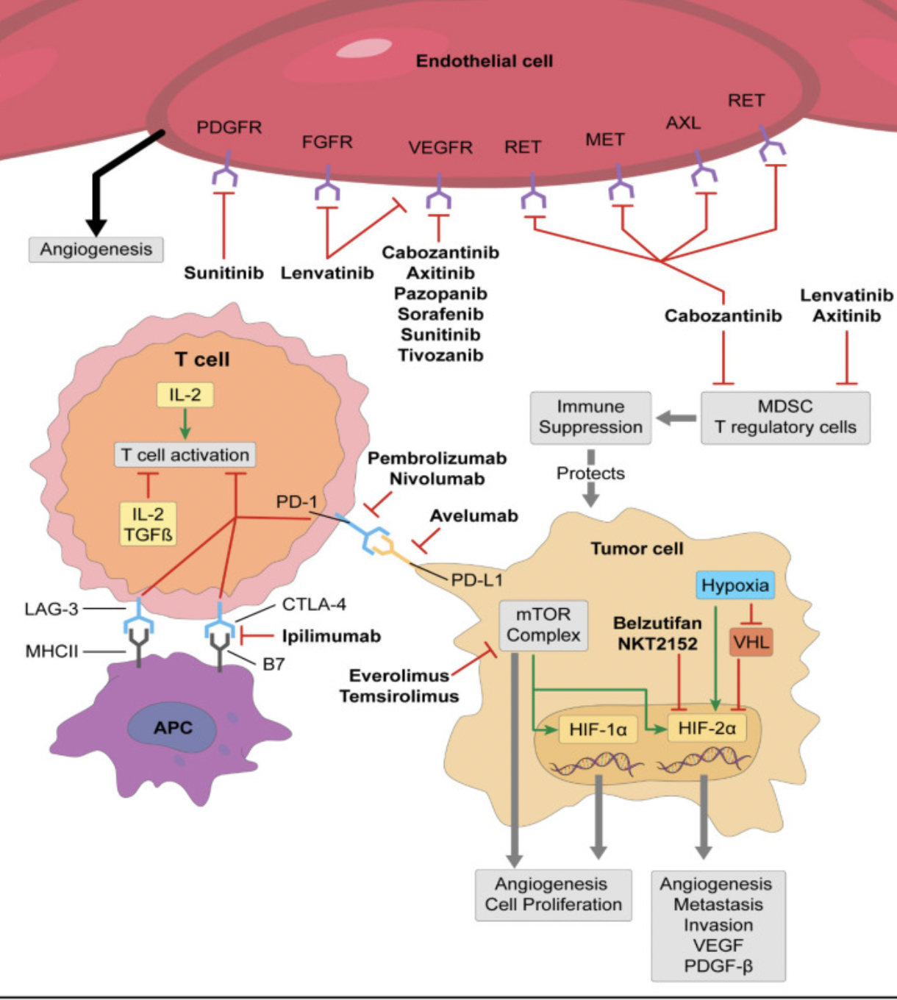 Endothelial cell
RET
AXL
PDGFR
FGFR
VEGFR
RET
MET
Angiogenesis
Sunitinib
Lenvatinib
Cabozantinib
Axitinib
Pazopanib
Sorafenib
Sunitinib
Tivozanib
Cabozantinib
Lenvatinib
Axitinib
T cell
IL-2
T cell activation
IL-2
TGFß
PD-1
Pembrolizumab
Nivolumab
Avelumab
PD-L1
Immune
Suppression
MDSC
T regulatory cells
Protects
LAG-3
MHCII
CTLA-4
Ipilimumab
B7
APC
Tumor cell
Hypoxia
mTOR
Complex
Belzutifan
NKT2152
VHL
Everolimus
Temsirolimus
HIF-1α
HIF-2α
Angiogenesis
Cell Proliferation
Angiogenesis
Metastasis
Invasion
VEGF
PDGF-β